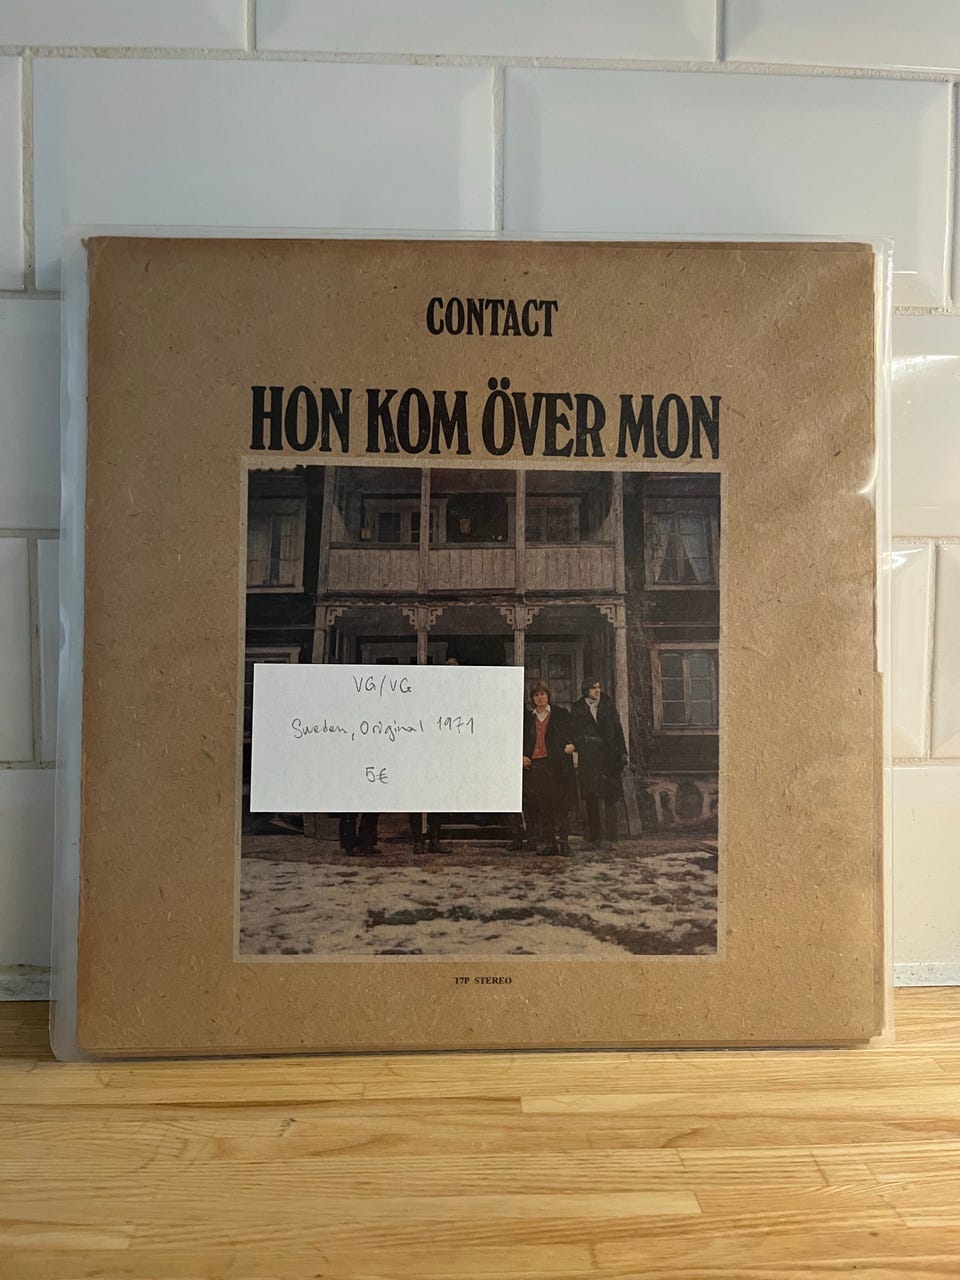 CONTACT
HON KOM ÖVER MON
VG/VG
Sweden, Original 1971
5€
17P STEREO